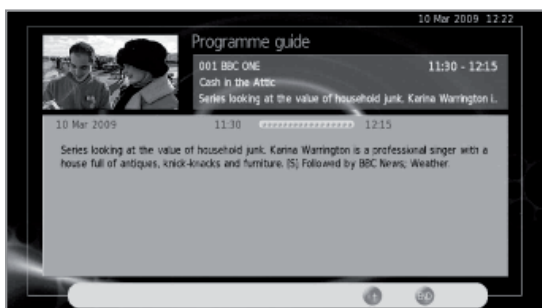 10 Mar 2009 12:22
Programme guide
001 BBC ONE 11:30 - 12:15
Cash in the Attic
Series looking at the value of household junk. Karina Warrington i..
10 Mar 2009 11:30 12:15
Series looking at the value of household junk. Karina Warrington is a professional singer with a
house full of antiques, knick-knacks and furniture. [S] Followed by BBC News; Weather.
END